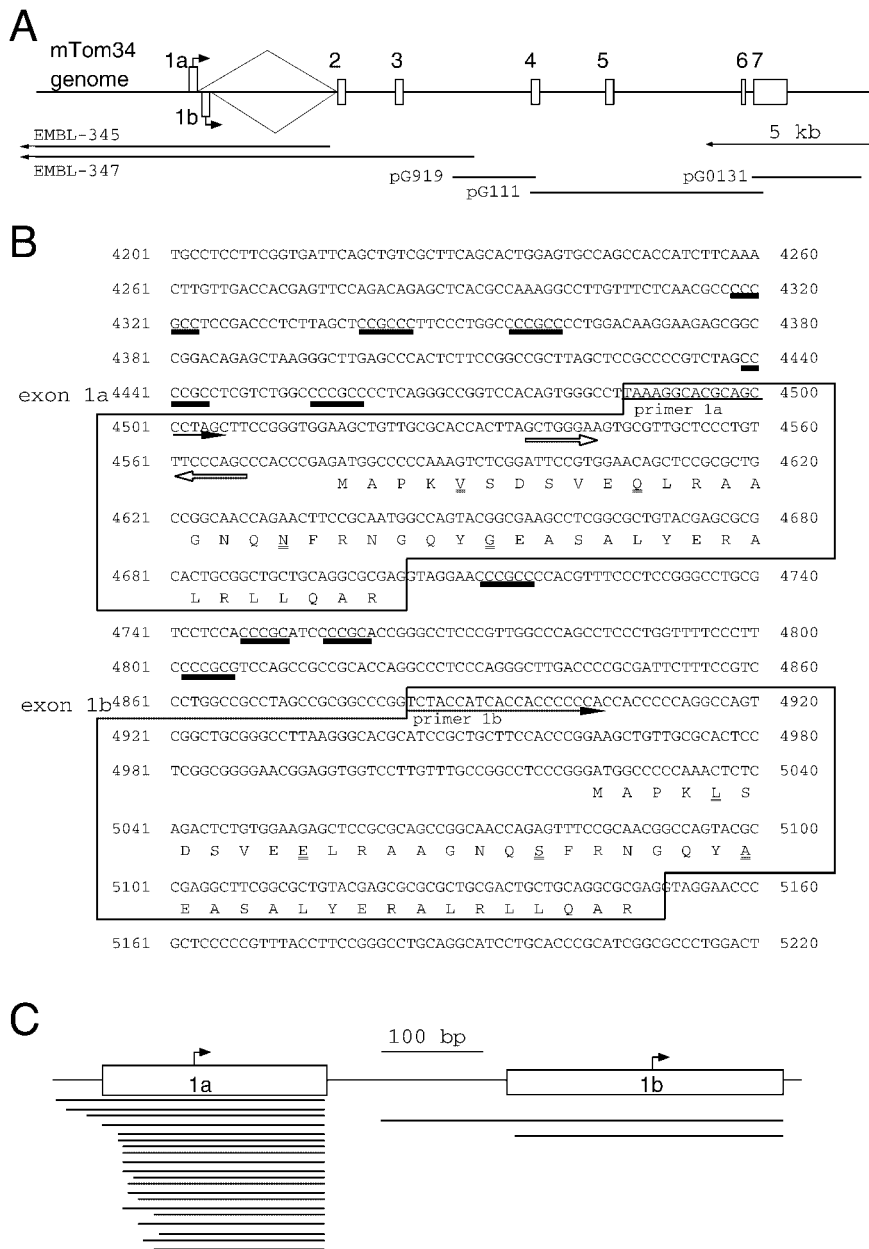 A
mTom34
genome
1a
1b
2 3 4 5 6 7
EMBL-345
EMBL-347
pG919
pG111
pG0131
5 kb
B
4201 TGCCTCCTTCGGTGATTCAGCTGTCGCTTCAGCACTGGAGTGCCAGCCACCATCTTCAAA 4260
4261 CTTGTTGACCACGAGTTCCAGACAGAGCTCACGCCAAAGGCCTTGTTTCTCAACGCCCCC 4320
4321 GCCTCCGACCCTCTTAGCTCCGCCCTTCCCTGGCCCCGCCCCTGGACAAGGAAGAGCGGC 4380
4381 CGGACAGAGCTAAGGGCTTGAGCCCACTCTTCCGGCCGCTTAGCTCCGCCCCGTCTAGCC 4440
exon 1a
4441 CCGCCTCGTCTGGCCCCCGCCCCTCAGGGCCGGTCCACAGTGGGCCTTAAAGGCACGCAGC 4500
primer 1a
4501 CCTAGCTTCCGGGTGGAAGCTGTTGCGCACCACTTAGCTGGGAAGTGCGTTGCTCCCTGT 4560
4561 TTCCCAGCCCACCCGAGATGGCCCCCAAAGTCTCGGATTCCGTGGAACAGCTCCGCGCTG 4620
M A P K V S D S V E Q L R A A
4621 CCGGCAACCAGAACTTCCGCAATGGCCAGTACGGCGAAGCCTCGGCGCTGTACGAGCGCG 4680
G N Q N F R N G Q Y G E A S A L Y E R A
4681 CACTGCGGCTGCTGCAGGCGCGAGGTAGGAACCCCGCCCCACGTTTCCCTCCGGGCCTGCG 4740
L R L L Q A R
4741 TCCTCCACCCGCATCCCCCGCACCGGGCCTCCCGTTGGCCCAGCCTCCCTGGTTTTCCCTT 4800
4801 CCCCGCGTCCAGCCGCCGCACCAGGCCTCCCAGGGCTTGACCCCGCGATTCTTTCCGTC 4860
exon 1b
4861 CCTGGCCGCCTAGCCGCGGCCCGGTCTACCATCACCACCCCCCACCACCCCCAGGCCAGT 4920
primer 1b
4921 CGGCTGCGGGCCTTAAGGGCACGCATCCGCTGCTTCCACCCGGAAGCTGTTGCGCACTCC 4980
4981 TCGGCGGGGAACGGAGGTGGTCCTTGTTTGCCGGCCTCCCGGGATGGCCCCCAAACTCTC 5040
M A P K L S
5041 AGACTCTGTGGAAGAGCTCCGCGCAGCCGGCAACCAGAGTTTCCGCAACGGCCAGTACGC 5100
D S V E E L R A A G N Q S F R N G Q Y A
5101 CGAGGCTTCGGCGCTGTACGAGCGCGCGCTGCGACTGCTGCAGGCGCGAGGTAGGAACCC 5160
E A S A L Y E R A L R L L Q A R
5161 GCTCCCCCGTTTACCTTCCGGGCCTGCAGGCATCCTGCACCCGCATCGGCGCCCTGGACT 5220
C
100 bp
1a
1b